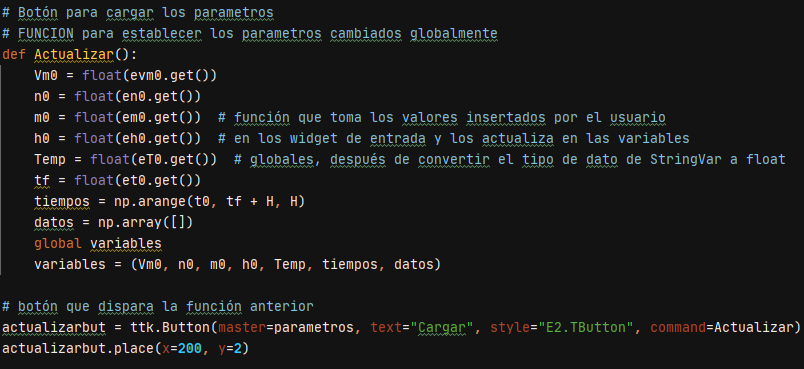 # Botón para cargar los parametros
# FUNCION para establecer los parametros cambiados globalmente
def Actualizar():
    Vm0 = float(evm0.get())
    n0 = float(en0.get())
    m0 = float(em0.get())  # función que toma los valores insertados por el usuario
    h0 = float(eh0.get())  # en los widget de entrada y los actualiza en las variables
    Temp = float(eT0.get())  # globales, después de convertir el tipo de dato de StringVar a float
    tf = float(et0.get())
    tiempos = np.arange(t0, tf + H, H)
    datos = np.array([])
    global variables
    variables = (Vm0, n0, m0, h0, Temp, tiempos, datos)

# botón que dispara la función anterior
actualizarbut = ttk.Button(master=parametros, text="Cargar", style="E2.TButton", command=Actualizar)
actualizarbut.place(x=200, y=2)